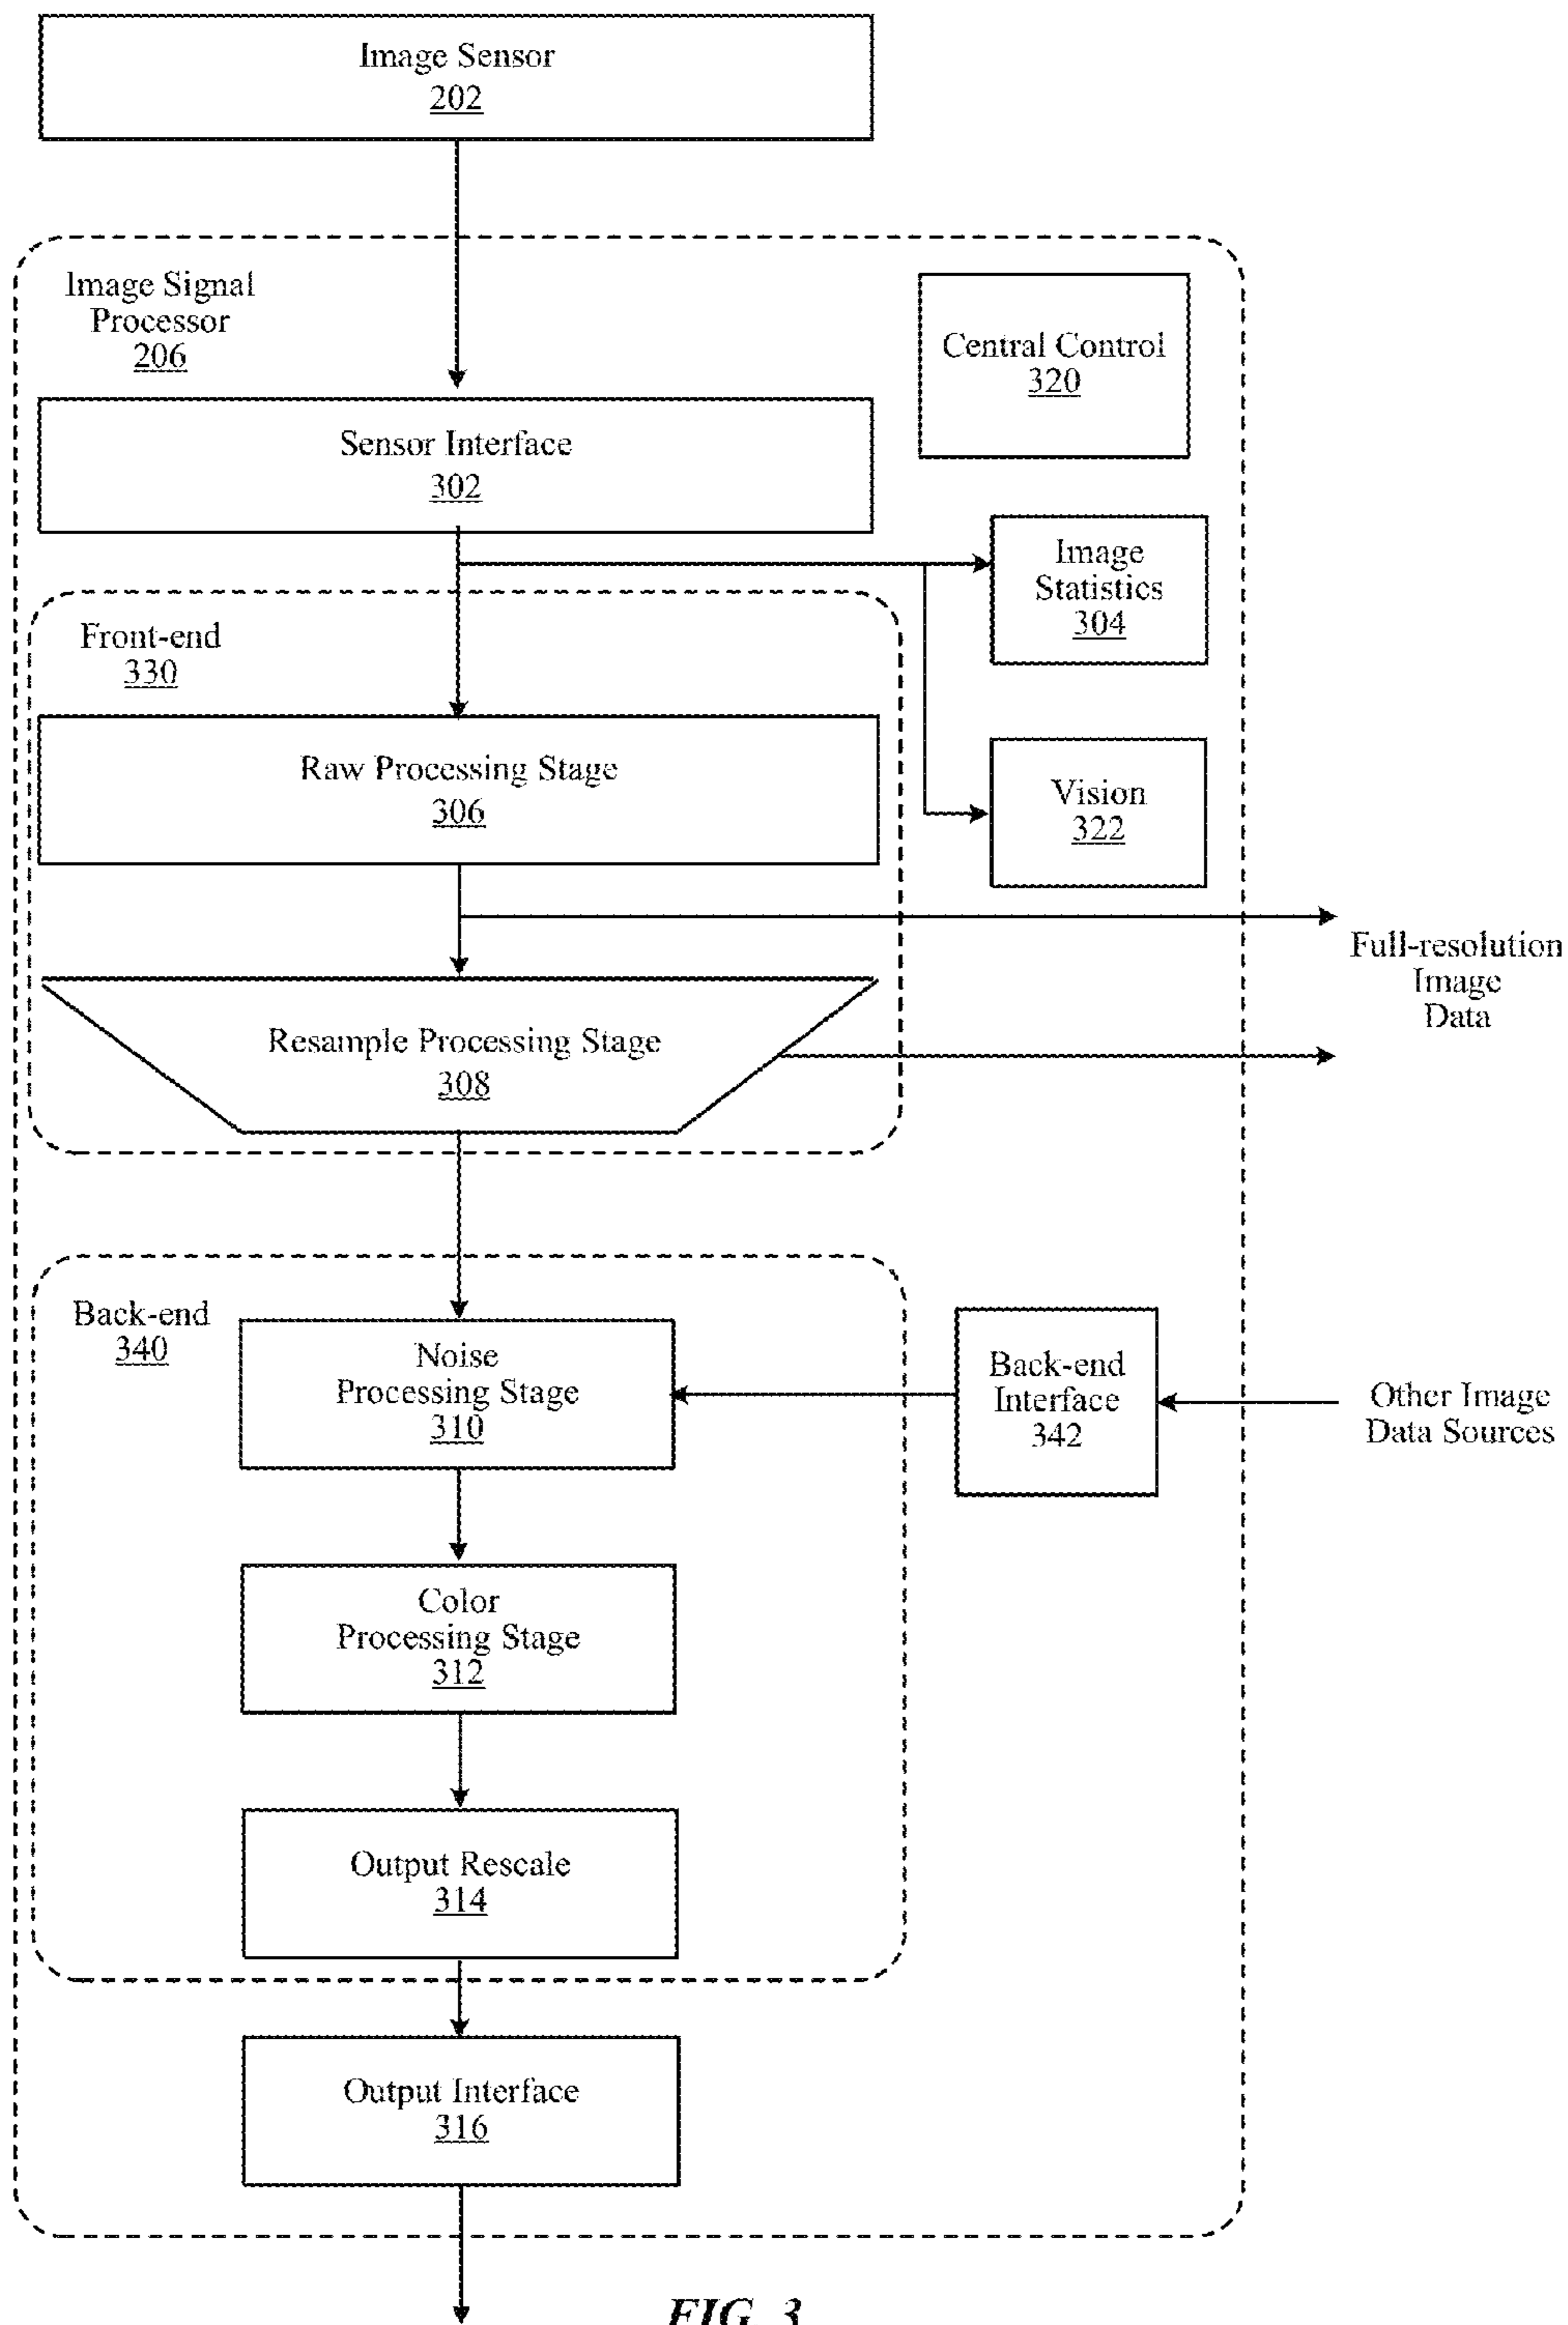 Image Sensor
202
Image Signal
Processor
206
Central Control
320
Sensor Interface
302
Image
Statistics
304
Front-end
330
Raw Processing Stage
306
Vision
322
Full-resolution
Image
Data
Resample Processing Stage
308
Back-end
340
Noise
Processing Stage
310
Back-end
Interface
342
Other Image
Data Sources
Color
Processing Stage
312
Output Rescale
314
Output Interface
316
FIG. 3